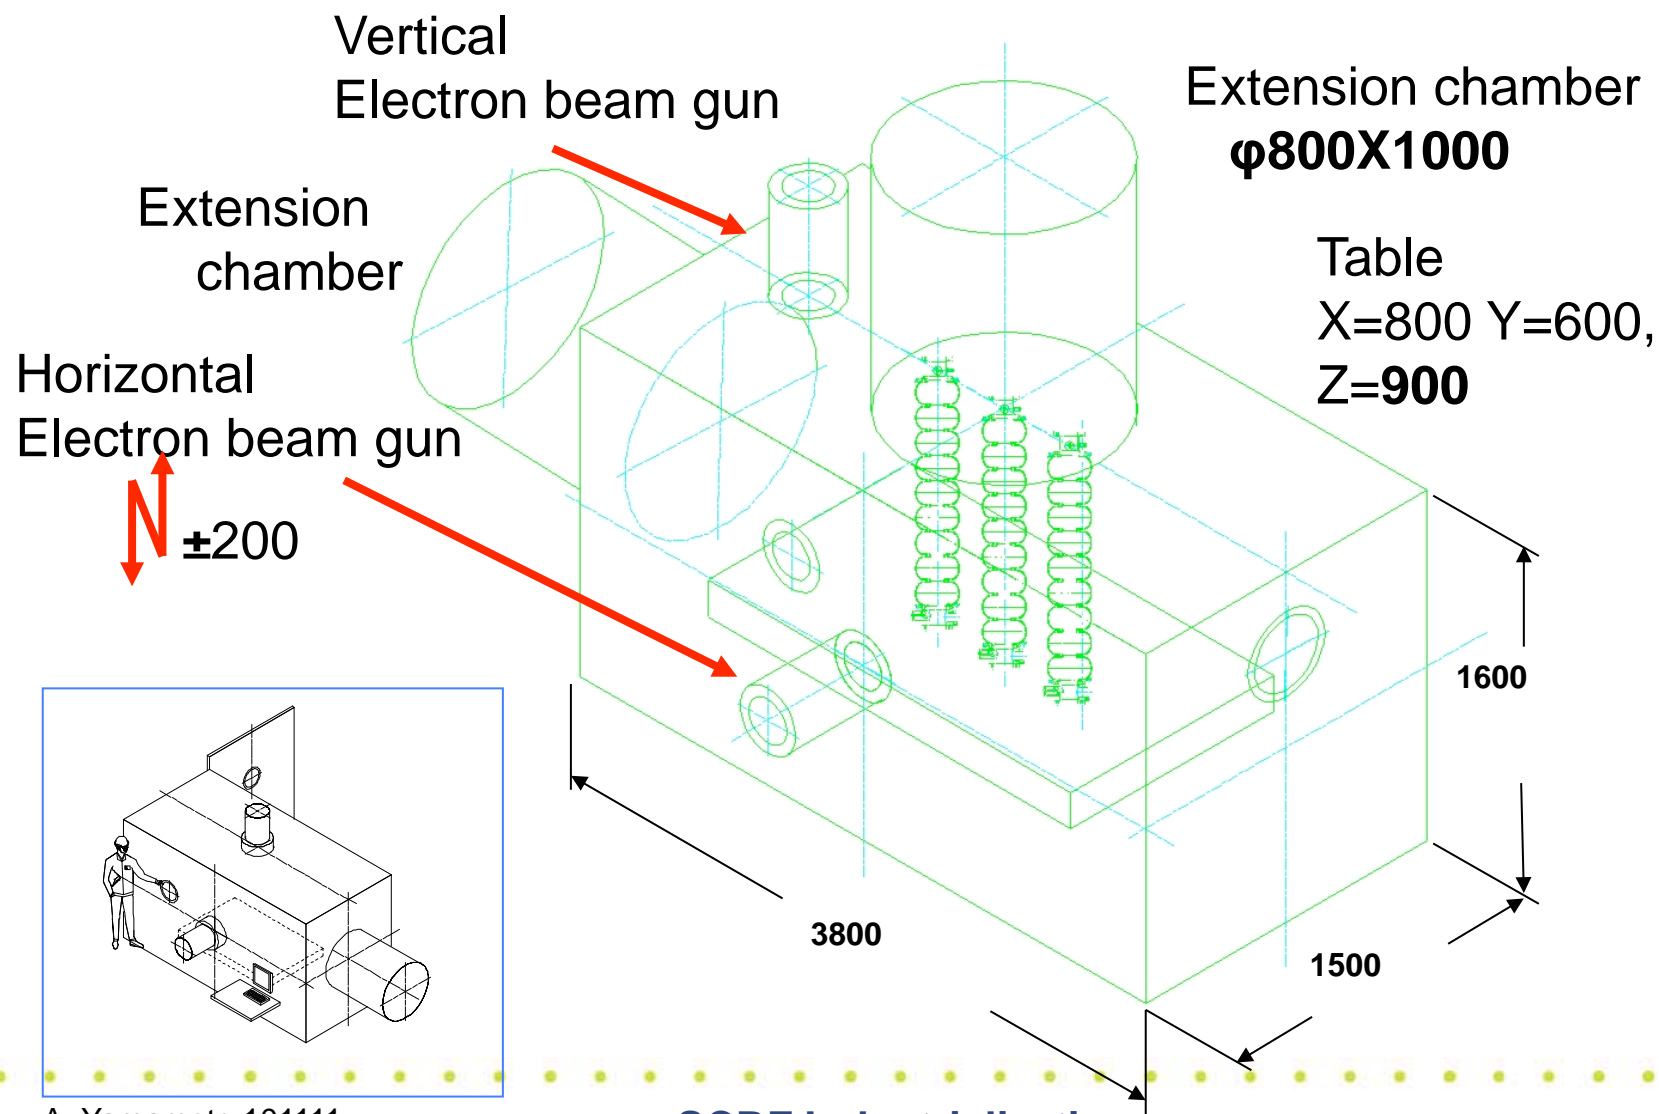 Vertical
Electron beam gun
Extension chamber
φ800X1000
Extension
chamber
Table
X=800 Y=600,
Z=900
Horizontal
Electron beam gun
±200
1600
3800
1500